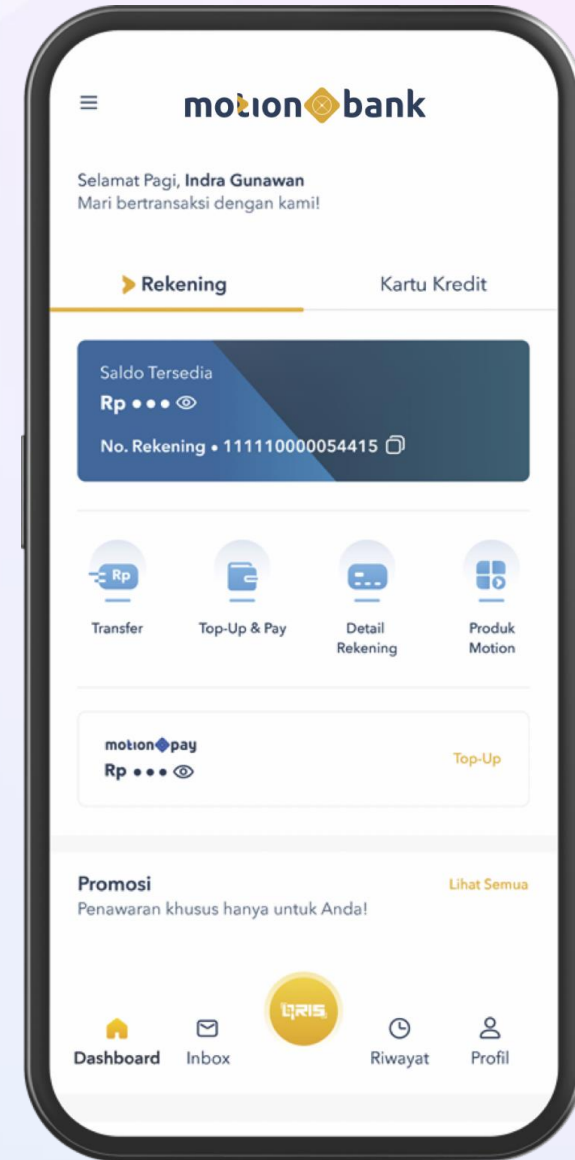 motion bank
Selamat Pagi, Indra Gunawan
Mari bertransaksi dengan kami!
Rekening
Kartu Kredit
Saldo Tersedia
Rp •••
No. Rekening • 111110000054415
Rp
Transfer
Top-Up & Pay
Detail
Rekening
Produk
Motion
motion pay
Rp •••
Top-Up
Promosi
Lihat Semua
Penawaran khusus hanya untuk Anda!
QRIS
Dashboard
Inbox
Riwayat
Profil